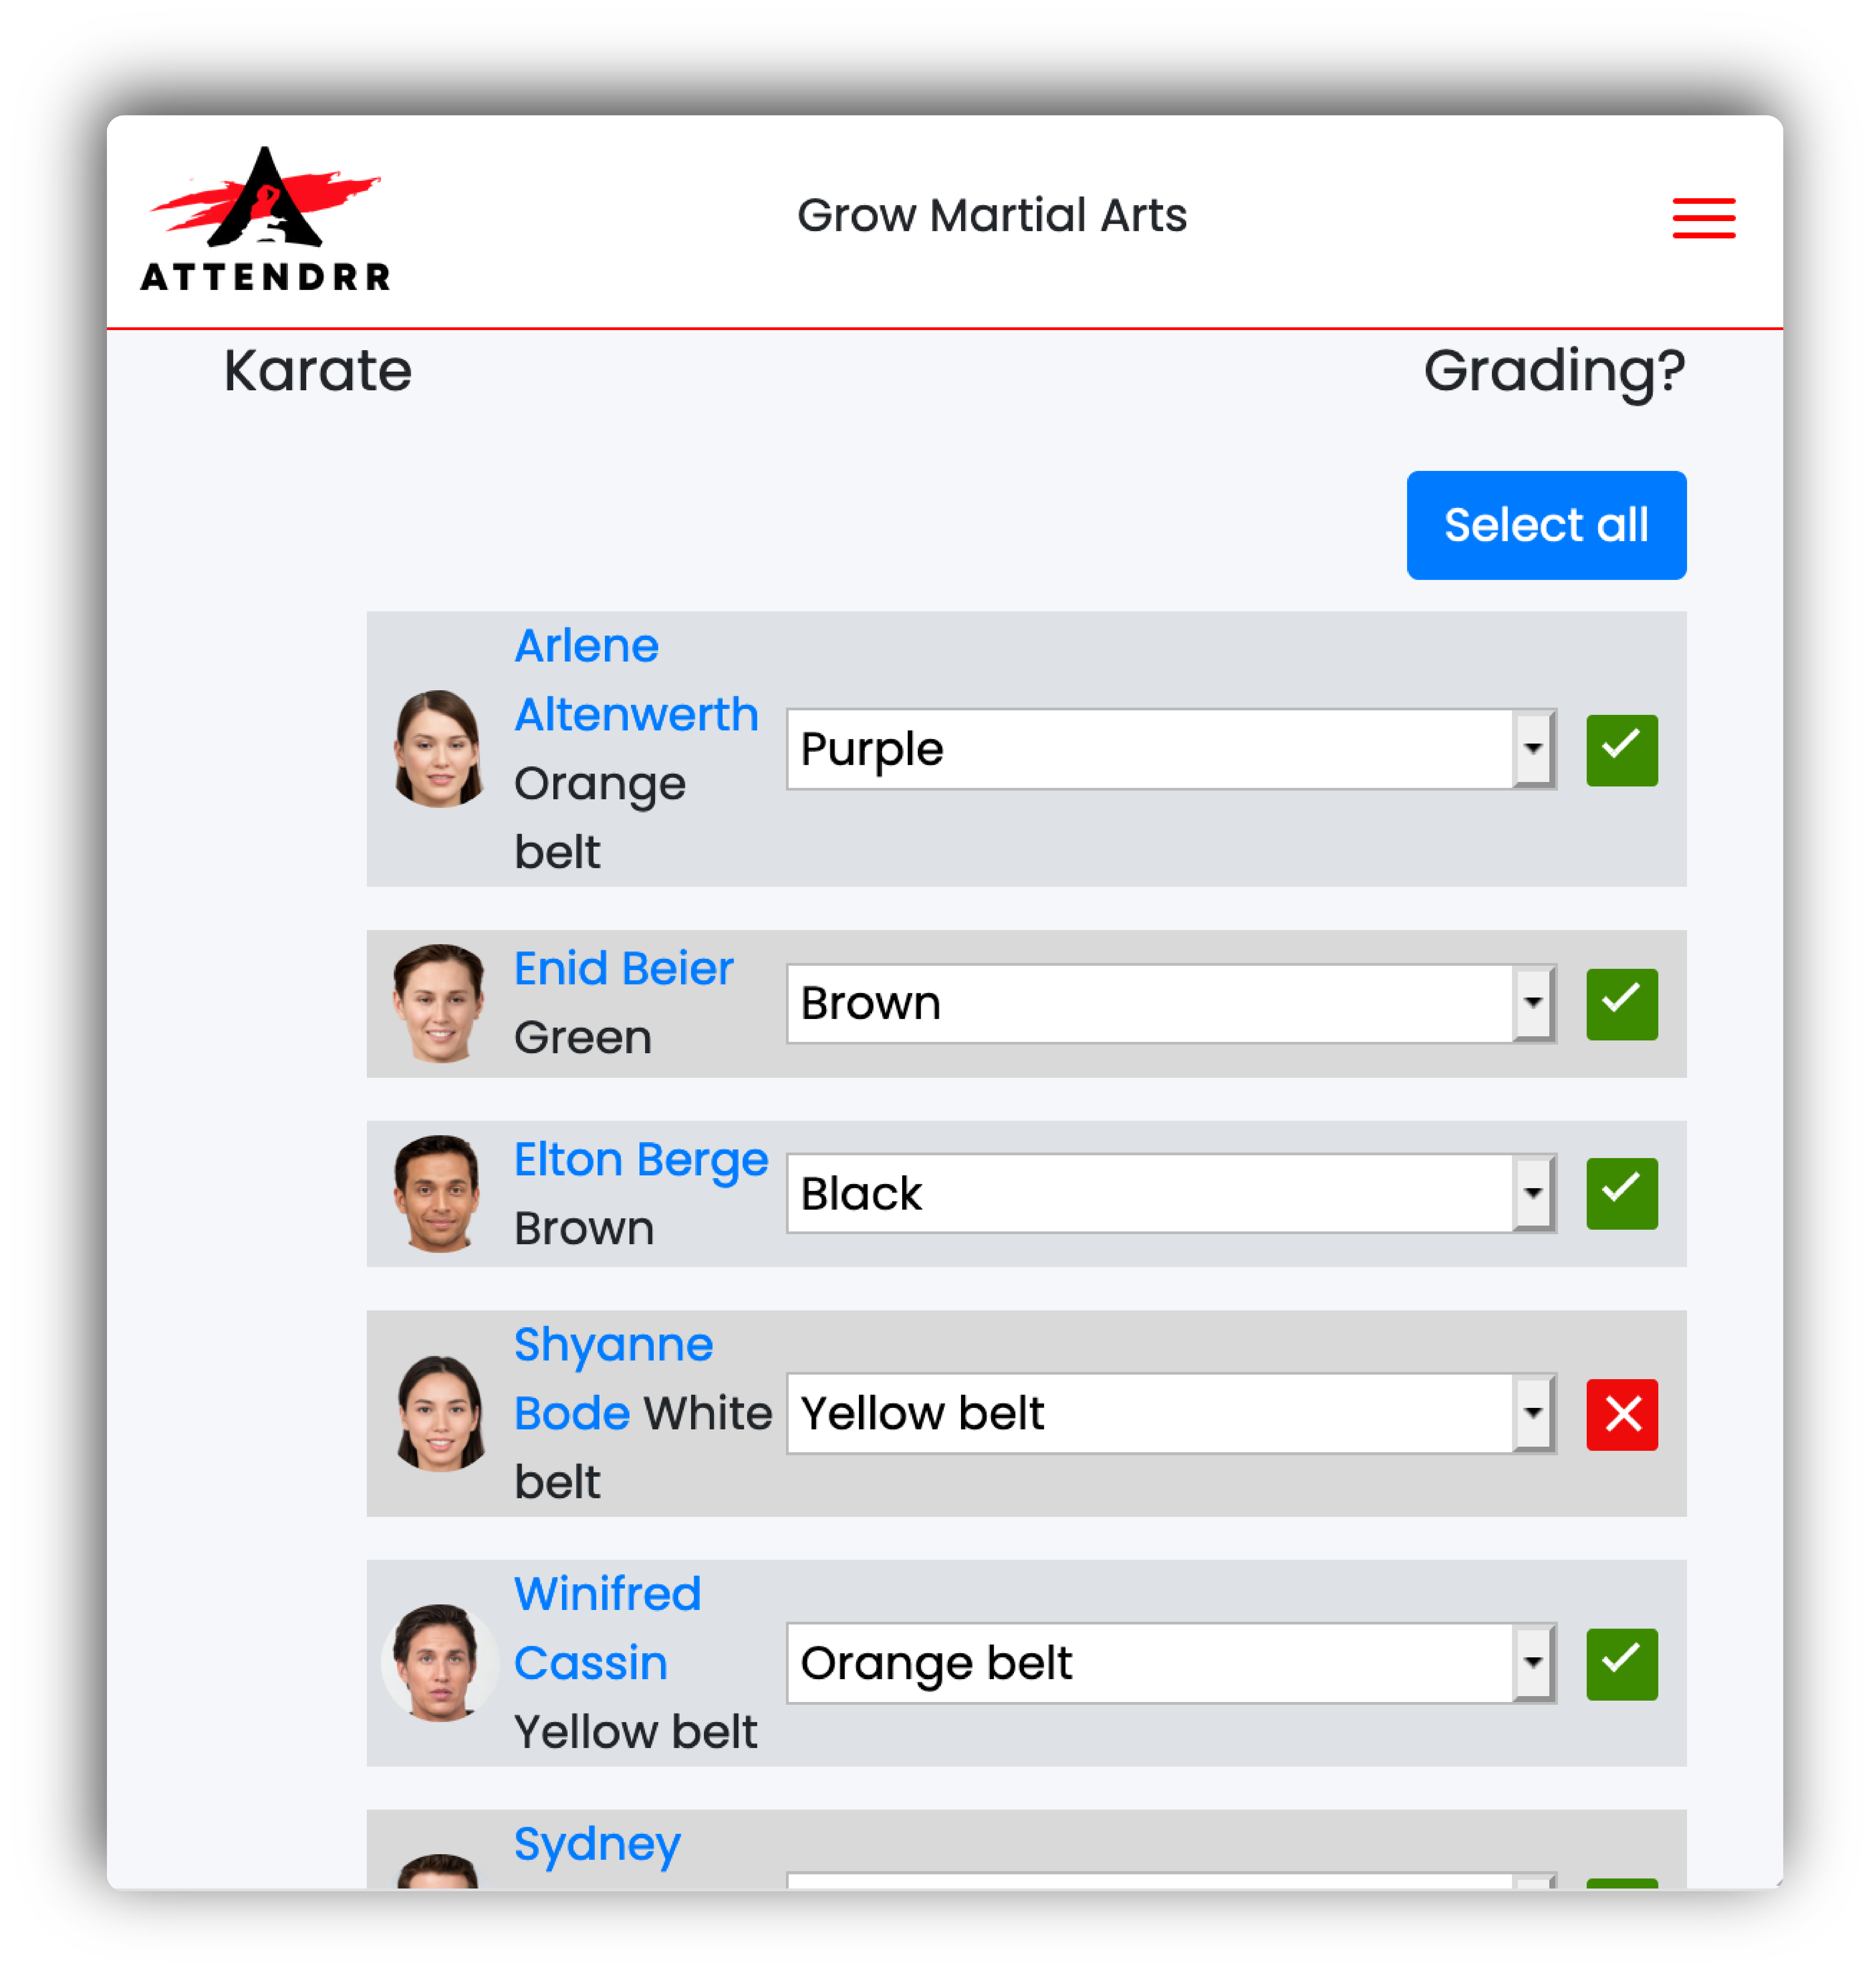 ATTENDRR
Grow Martial Arts
Karate
Grading?
Select all
Arlene
Altenwerth
Orange
belt
Purple
Enid Beier
Green
Brown
Elton Berge
Brown
Black
Shyanne
Bode White
belt
Yellow belt
Winifred
Cassin
Yellow belt
Orange belt
Sydney